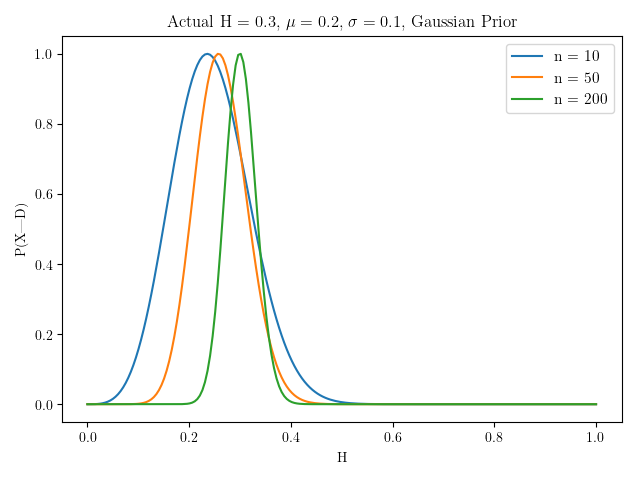 Actual H = 0.3, μ = 0.2, σ = 0.1, Gaussian Prior
n = 10
n = 50
n = 200
P(X—D)
1.0
0.8
0.6
0.4
0.2
0.0
0.0 0.2 0.4 0.6 0.8 1.0
H